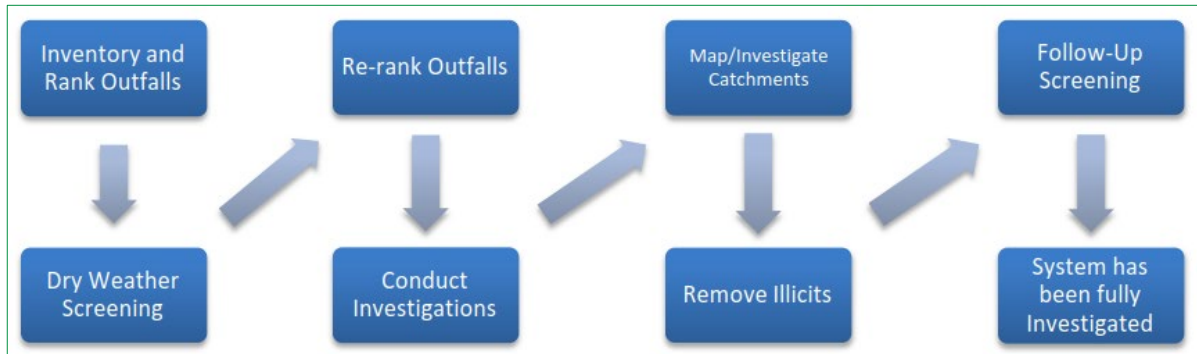 Inventory and
Rank Outfalls
Dry Weather
Screening
Re-rank Outfalls
Conduct
Investigations
Map/Investigate
Catchments
Remove Illicits
Follow-Up
Screening
System has
been fully
Investigated